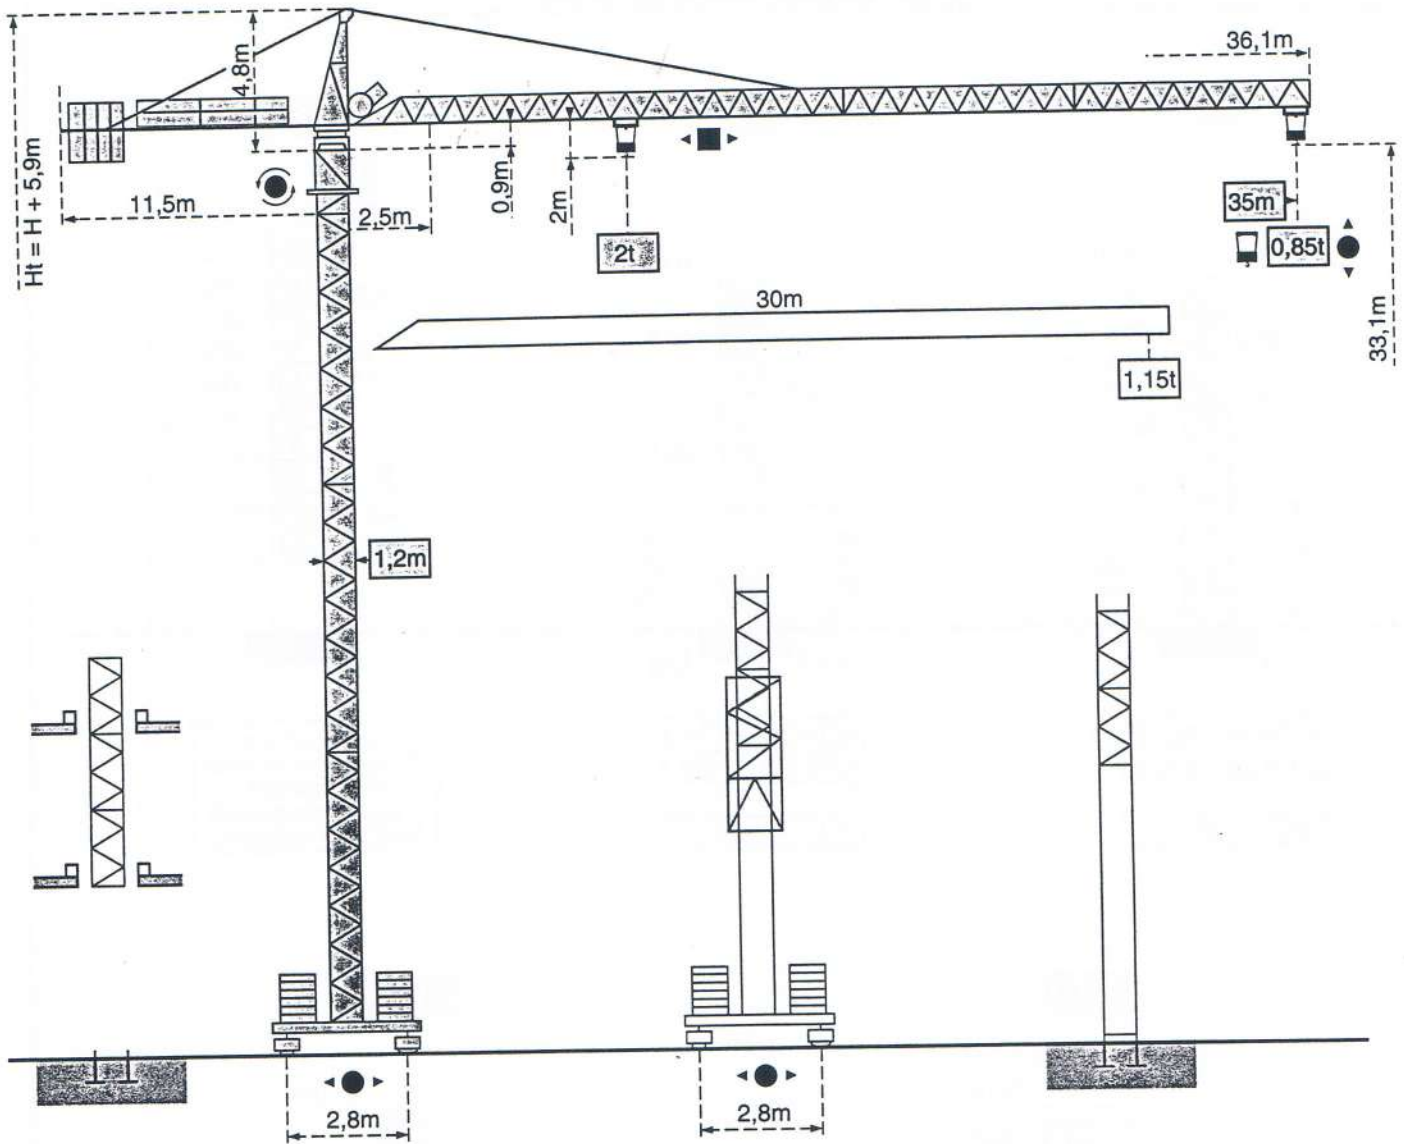 36,1m
4,8m
Ht = H + 5,9m
11,5m
2,5m
0,9m
2m
2t
35m
0,85t
33,1m
30m
1,15t
1,2m
2,8m
2,8m